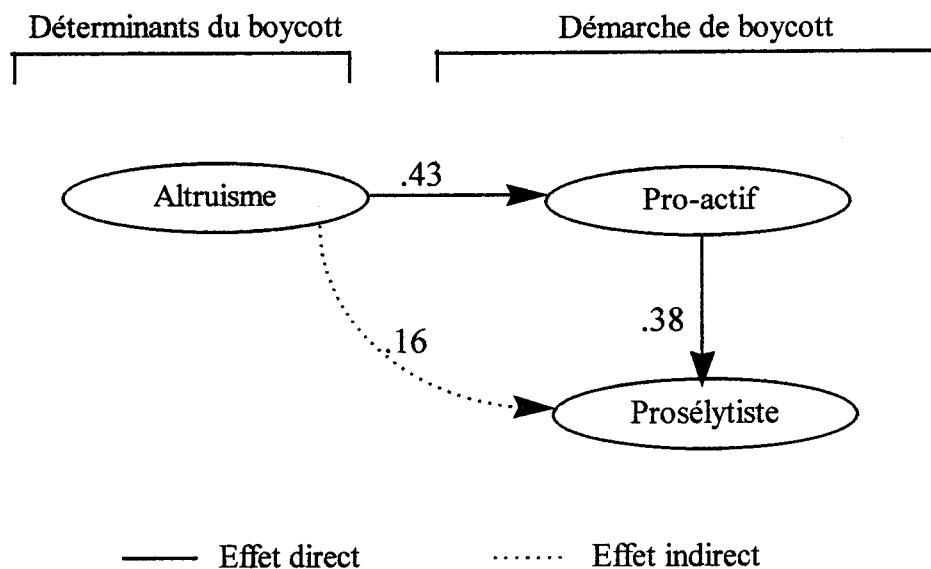 Déterminants du boycott
Démarche de boycott
Altruisme
.43
Pro-actif
.38
.16
Prosélytiste
Effet direct
Effet indirect